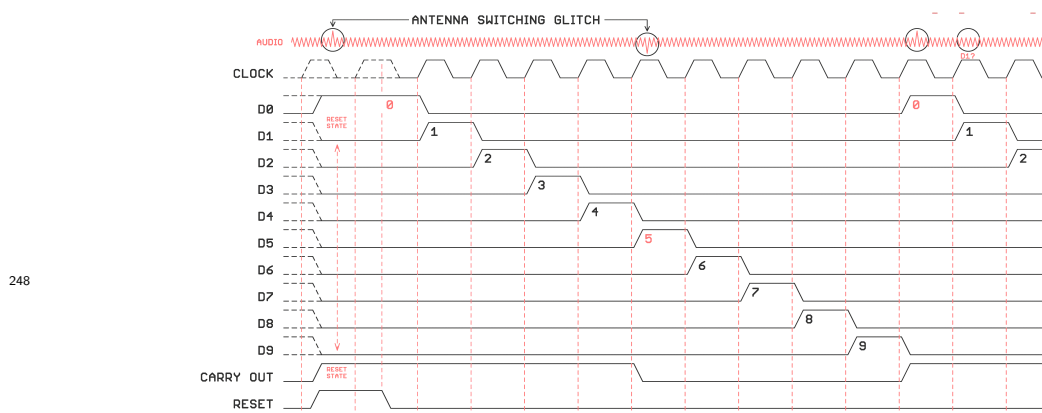 ANTENNA SWITCHING GLITCH
AUDIO
D1?
CLOCK
D0 0 0
RESET
STATE
D1 1 1
D2 2 2
D3 3
D4 4
D5 5
248
D6 6
D7 7
D8 8
D9 9
CARRY OUT
RESET
STATE
RESET